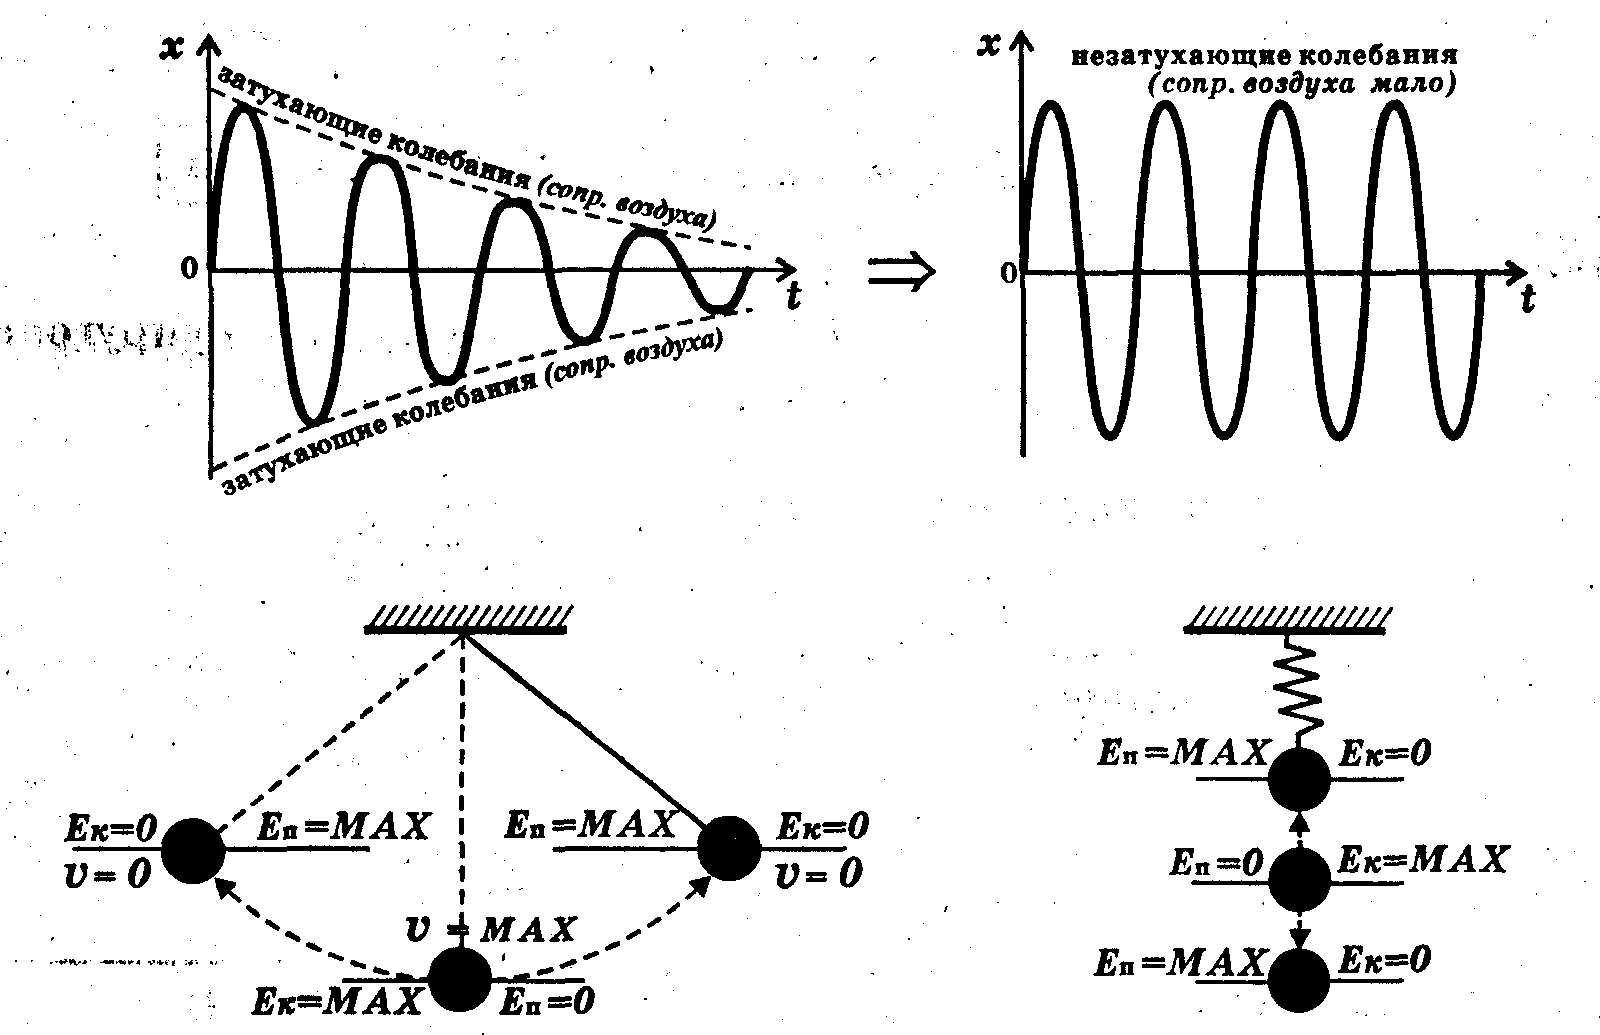 x
затухающие колебания (сопр. воздуха)
0
t
затухающие колебания (сопр. воздуха)
x
незатухающие колебания
(сопр. воздуха мало)
0
t
Eк=0
v=0
Eп=MAX
Eп=MAX
Eк=0
v=0
v=MAX
Eк=MAX
Eп=0
Eп=MAX
Eк=0
Eп=0
Eк=MAX
Eп=MAX
Eк=0